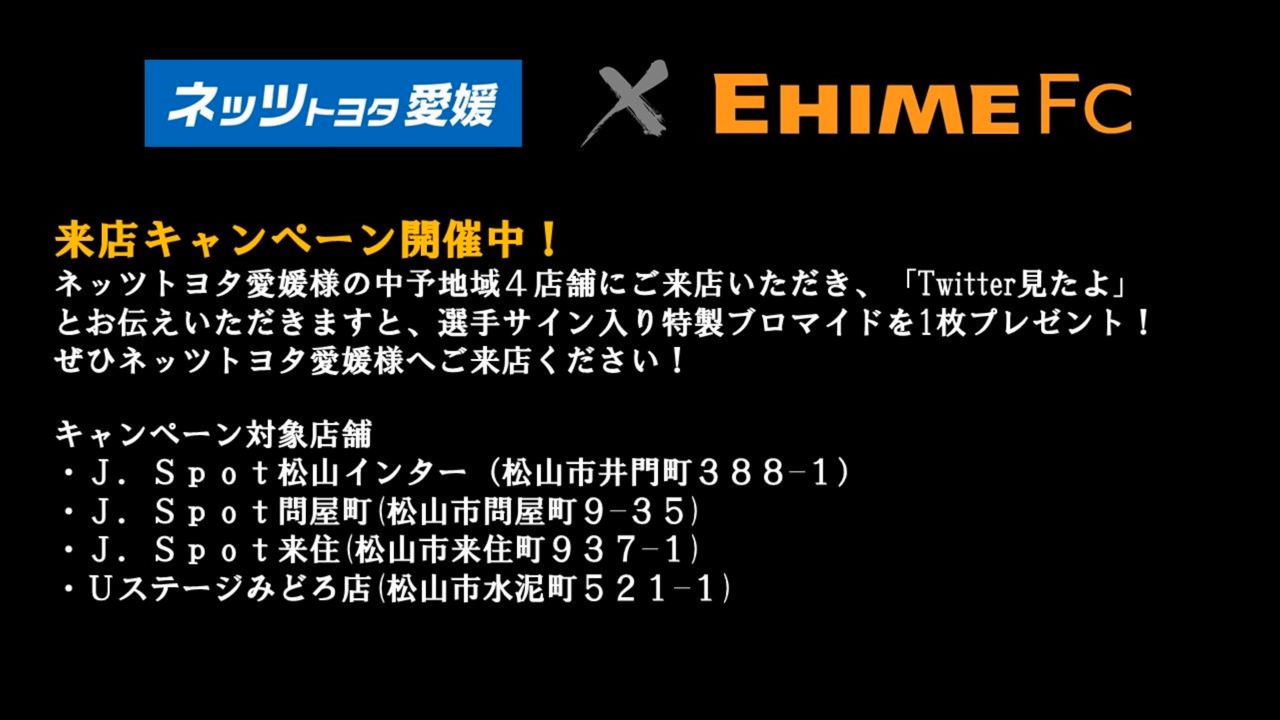 ネッツトヨタ愛媛 × EHIME FC
来店キャンペーン開催中！
ネッツトヨタ愛媛様の中予地域４店舗にご来店いただき、「Twitter見たよ」
とお伝えいただきますと、選手サイン入り特製ブロマイドを1枚プレゼント！
ぜひネッツトヨタ愛媛様へご来店ください！
キャンペーン対象店舗
・Ｊ．Ｓｐｏｔ松山インター（松山市井門町３８８−１）
・Ｊ．Ｓｐｏｔ問屋町(松山市問屋町９−３５)
・Ｊ．Ｓｐｏｔ来住(松山市来住町９３７−１)
・Ｕステージみどろ店(松山市水泥町５２１−１)